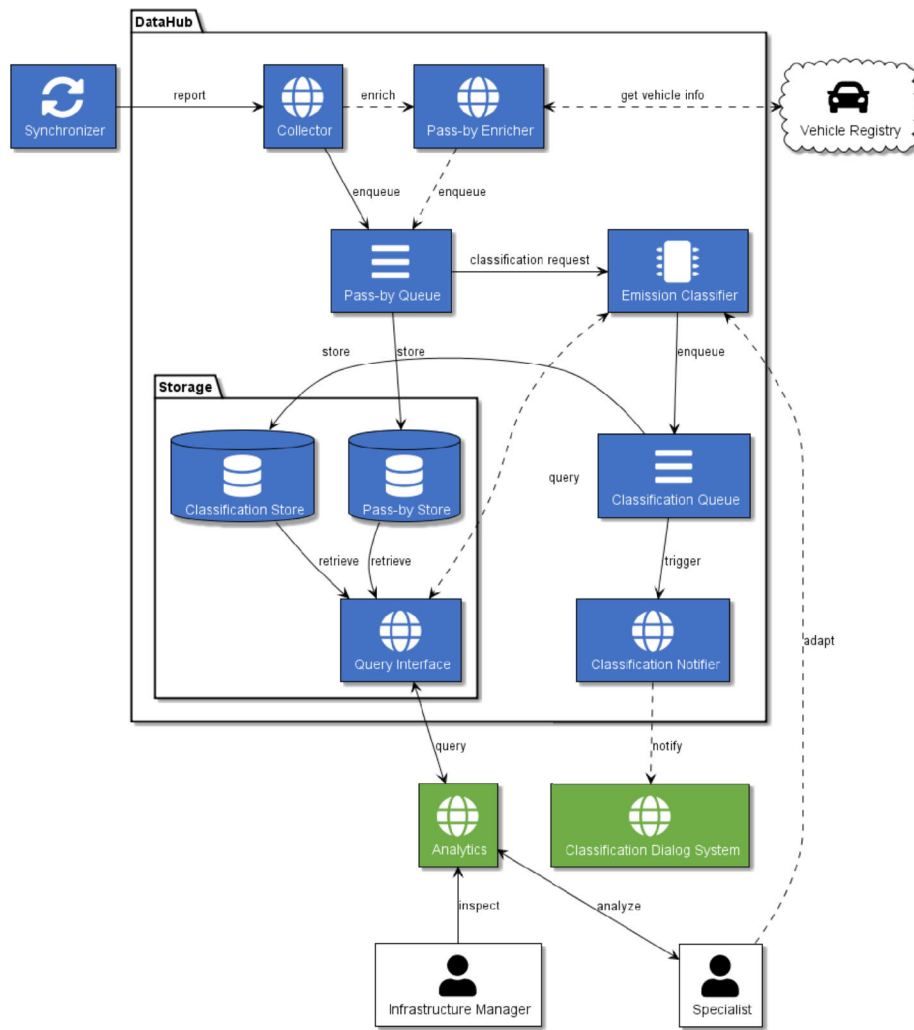 DataHub
Synchronizer
report
Collector
enrich
Pass-by Enricher
get vehicle info
Vehicle Registry
enqueue
enqueue
Pass-by Queue
classification request
Emission Classifier
store
store
enqueue
Storage
Classification Store
Pass-by Store
query
Classification Queue
retrieve
retrieve
trigger
Query Interface
Classification Notifier
adapt
query
notify
Analytics
Classification Dialog System
inspect
analyze
Infrastructure Manager
Specialist